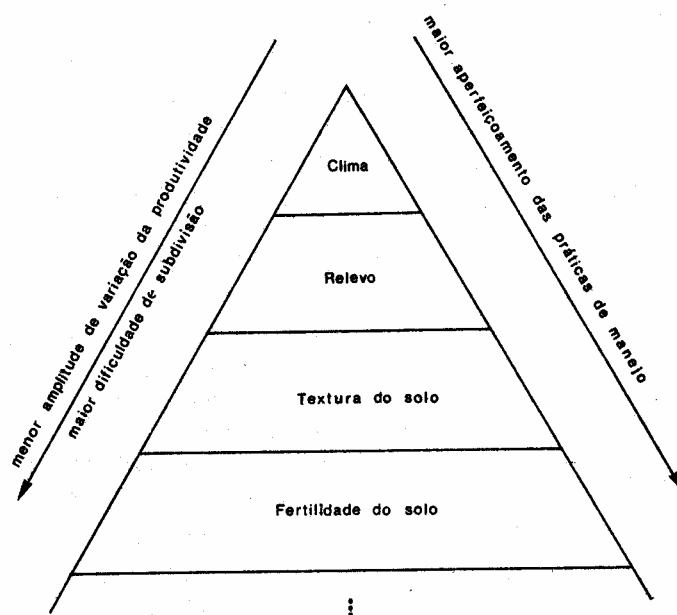 menor amplitude de variação da produtividade
maior dificuldade de subdivisão
maior aperfeiçoamento das práticas de manejo
Clima
Relevo
Textura do solo
Fertilidade do solo
⋮